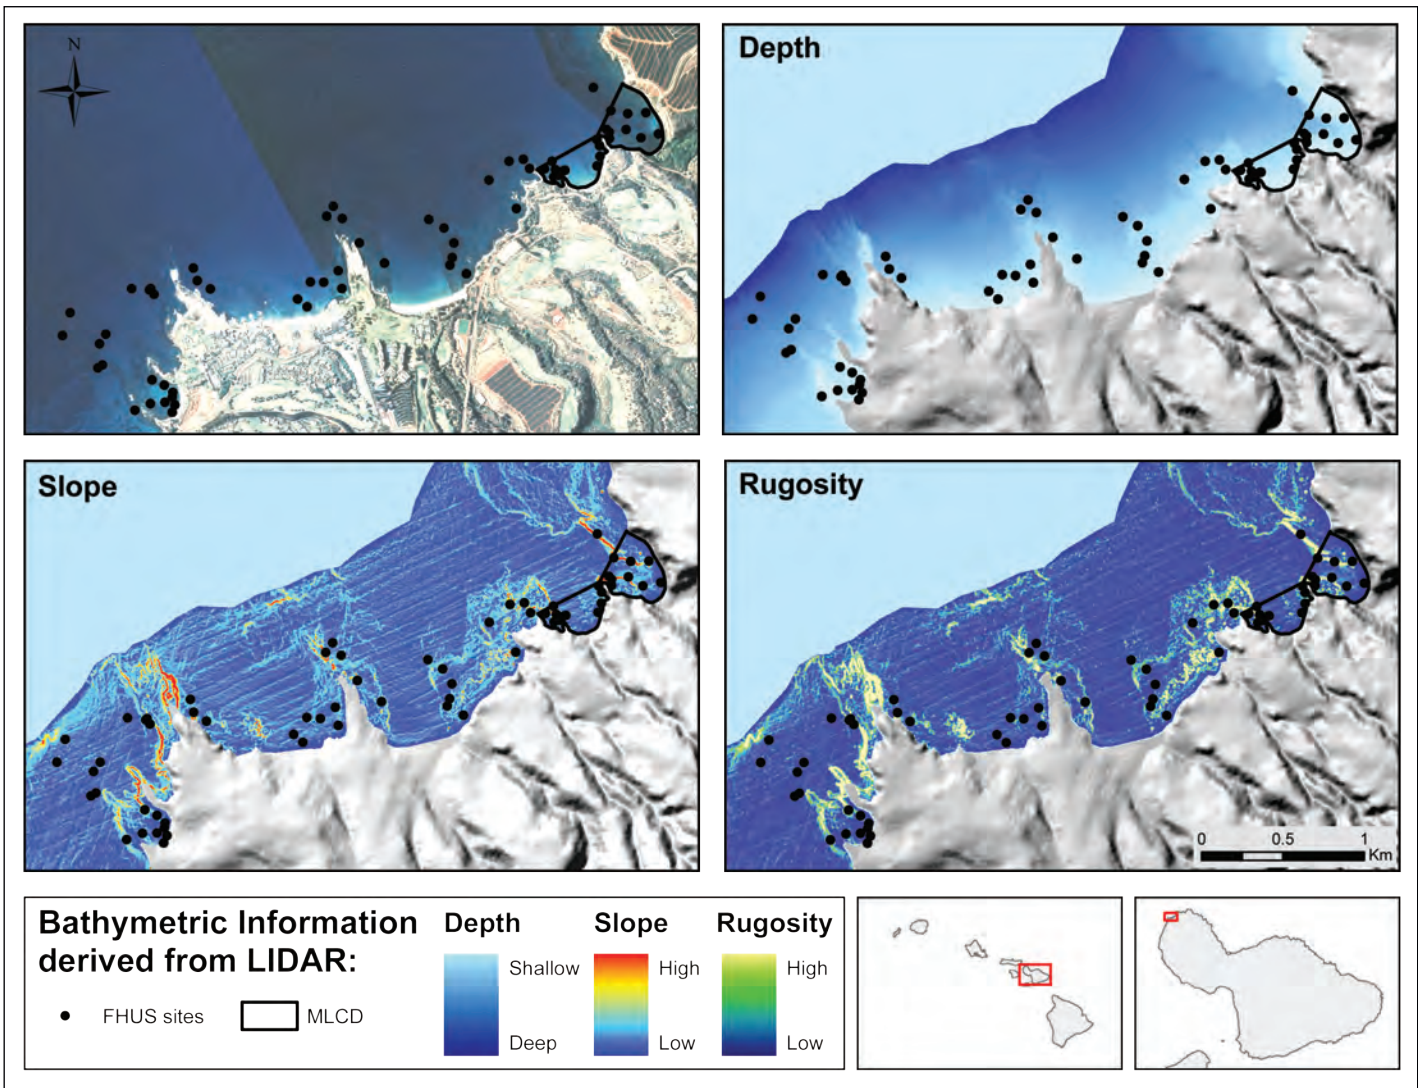 N
Depth
Slope
Rugosity
0 0.5 1
Km
Bathymetric Information
derived from LIDAR:
FHUS sites
MLCD
Depth
Shallow
Deep
Slope
High
Low
Rugosity
High
Low